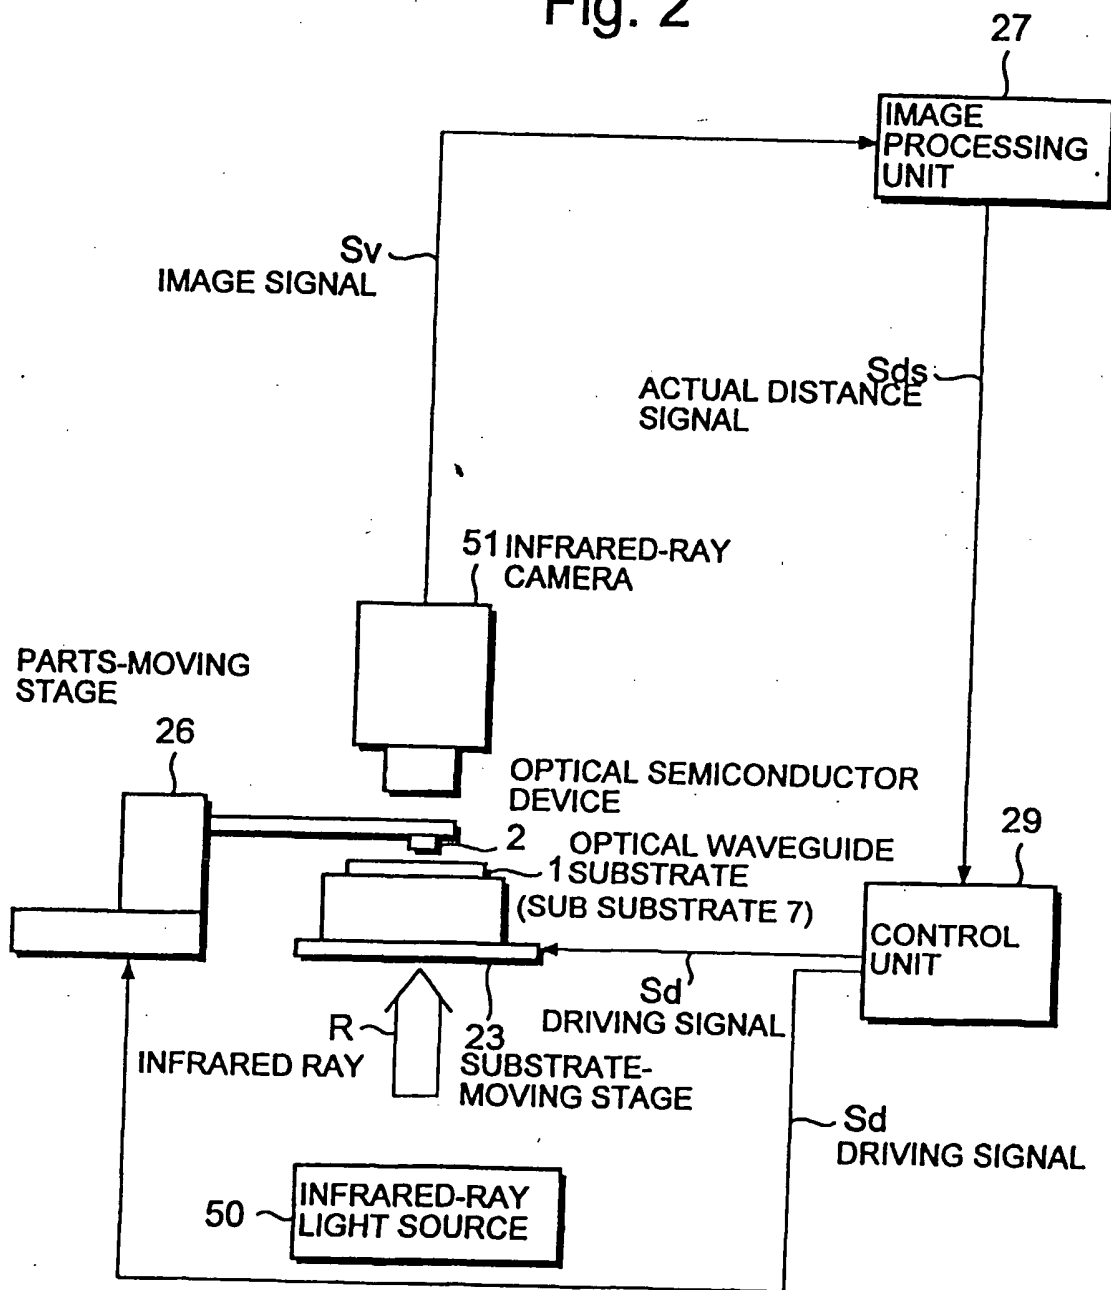 Fig. 2
27
IMAGE
PROCESSING
UNIT
Sv
IMAGE SIGNAL
Sds
ACTUAL DISTANCE
SIGNAL
51 INFRARED-RAY
CAMERA
PARTS-MOVING
STAGE
26
OPTICAL SEMICONDUCTOR
DEVICE
2
OPTICAL WAVEGUIDE
1 SUBSTRATE
(SUB SUBSTRATE 7)
29
CONTROL
UNIT
Sd
DRIVING SIGNAL
R
INFRARED RAY
23
SUBSTRATE-
MOVING STAGE
Sd
DRIVING SIGNAL
50
INFRARED-RAY
LIGHT SOURCE